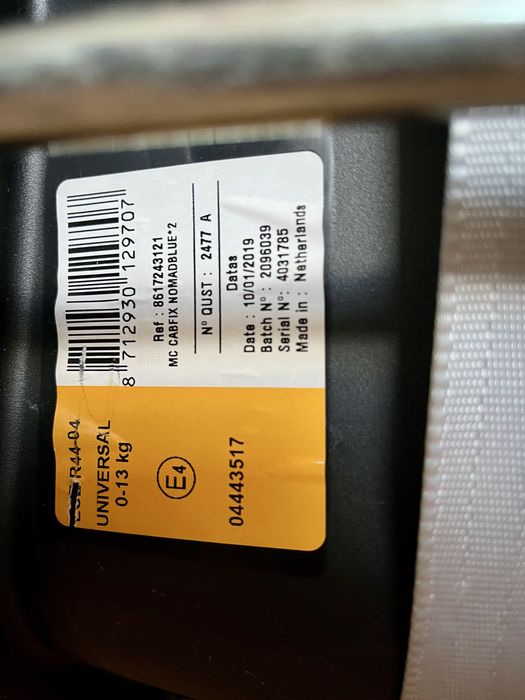 8 712930 129707
Ref : 8617243121
MC CABFIX NOMADBLUE*2
N° QUST : 2477 A
Datas
Date : 10/01/2019
Batch N° : 2096039
Serial N°: 4031785
Made in : Netherlands
R44-04
UNIVERSAL
0-13 kg
E4
04443517